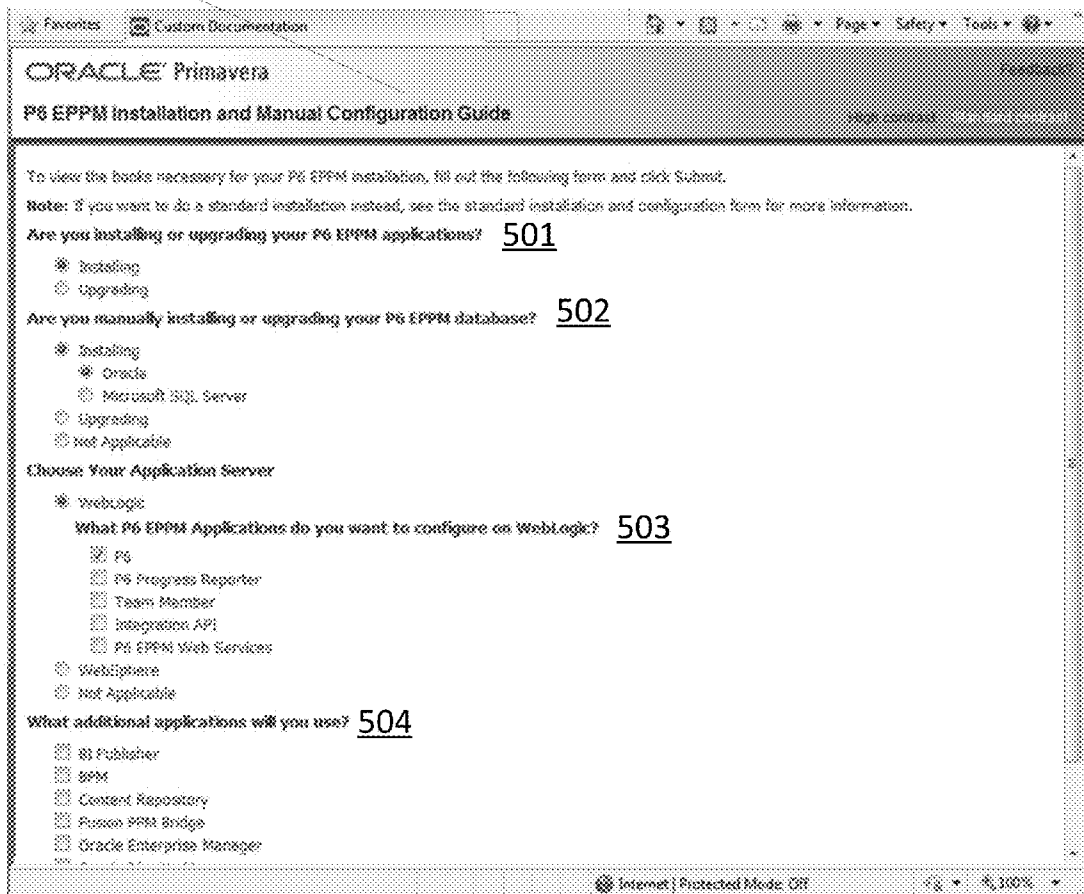 Favorites Custom Documentation Page Safety Tools
ORACLE Primavera
P6 EPPM Installation and Manual Configuration Guide
To view the books necessary for your P6 EPPM installation, fill out the following form and click Submit.
Note: If you want to do a standard installation instead, see the standard installation and configuration form for more information.
Are you installing or upgrading your P6 EPPM applications? 501
Installing
Upgrading
Are you manually installing or upgrading your P6 EPPM database? 502
Installing
Oracle
Microsoft SQL Server
Upgrading
Not Applicable
Choose Your Application Server
WebLogic
What P6 EPPM Applications do you want to configure on WebLogic? 503
P6
P6 Progress Reporter
Team Member
Integration API
P6 EPPM Web Services
WebSphere
Not Applicable
What additional applications will you use? 504
BI Publisher
BPM
Content Repository
Fusion PPM Bridge
Oracle Enterprise Manager
Internet | Protected Mode: Off 100%